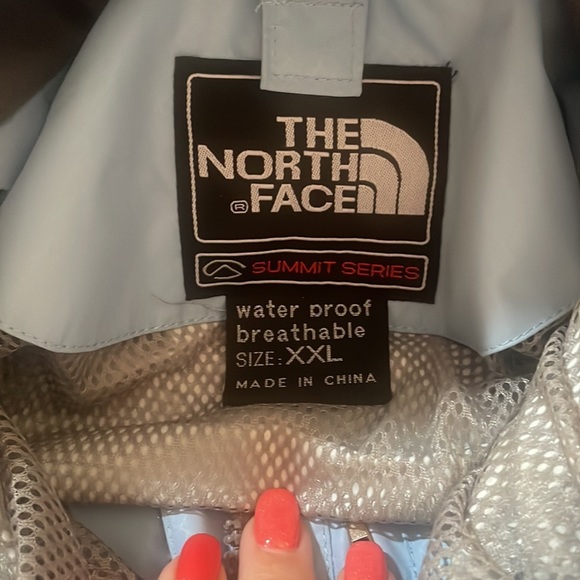 THE
NORTH
® FACE
SUMMIT SERIES
water proof
breathable
SIZE: XXL
MADE IN CHINA